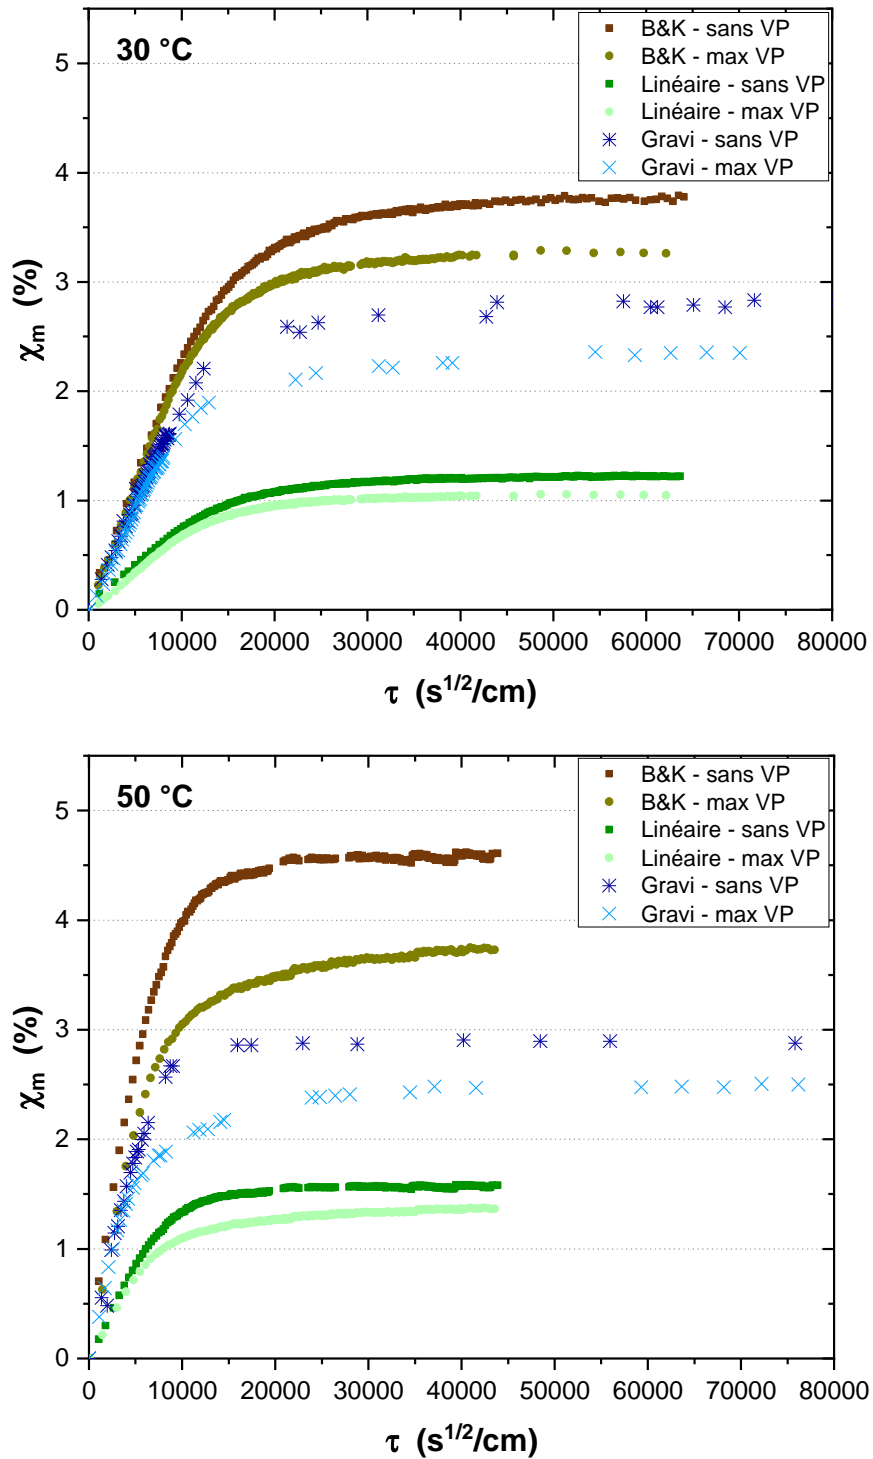 30 °C
B&K - sans VP
B&K - max VP
Linéaire - sans VP
Linéaire - max VP
Gravi - sans VP
Gravi - max VP
5
4
3
2
1
0
χm (%)
0 10000 20000 30000 40000 50000 60000 70000 80000
τ (s1/2/cm)
50 °C
B&K - sans VP
B&K - max VP
Linéaire - sans VP
Linéaire - max VP
Gravi - sans VP
Gravi - max VP
5
4
3
2
1
0
χm (%)
0 10000 20000 30000 40000 50000 60000 70000 80000
τ (s1/2/cm)